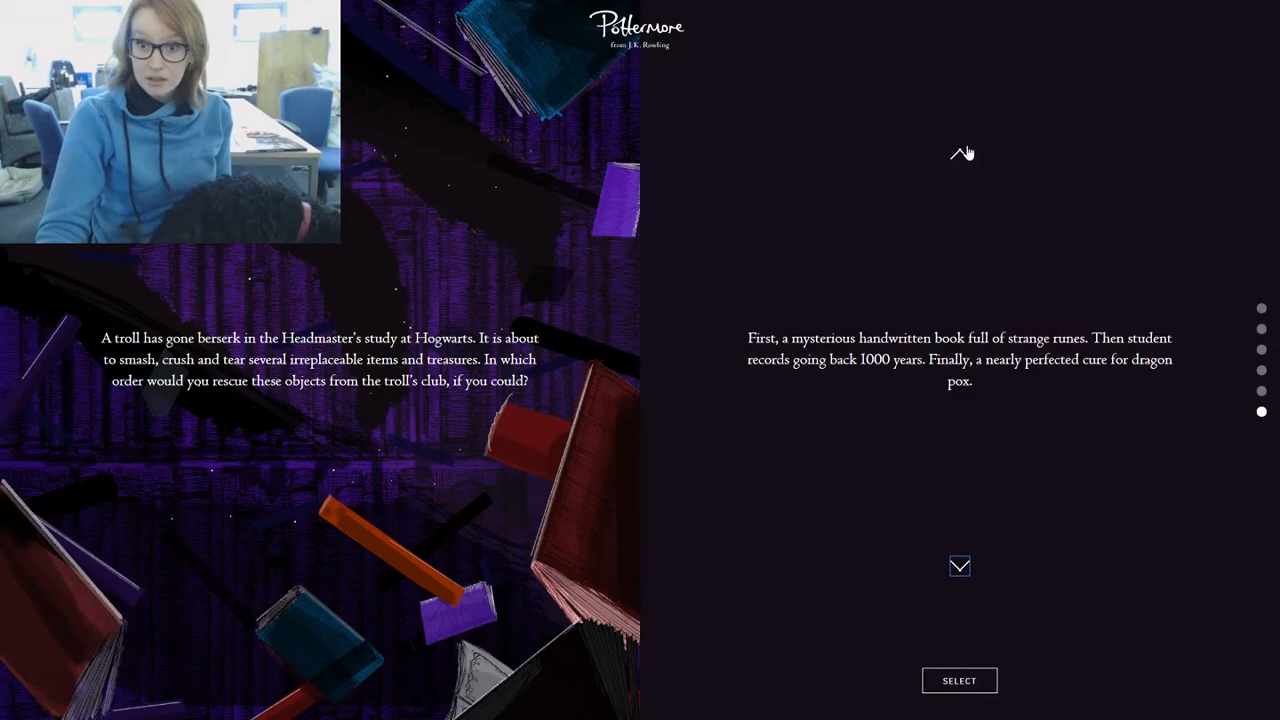 Pottermore
from J.K. Rowling
A troll has gone berserk in the Headmaster's study at Hogwarts. It is about
to smash, crush and tear several irreplaceable items and treasures. In which
order would you rescue these objects from the troll's club, if you could?
First, a mysterious handwritten book full of strange runes. Then student
records going back 1000 years. Finally, a nearly perfected cure for dragon
pox.
SELECT